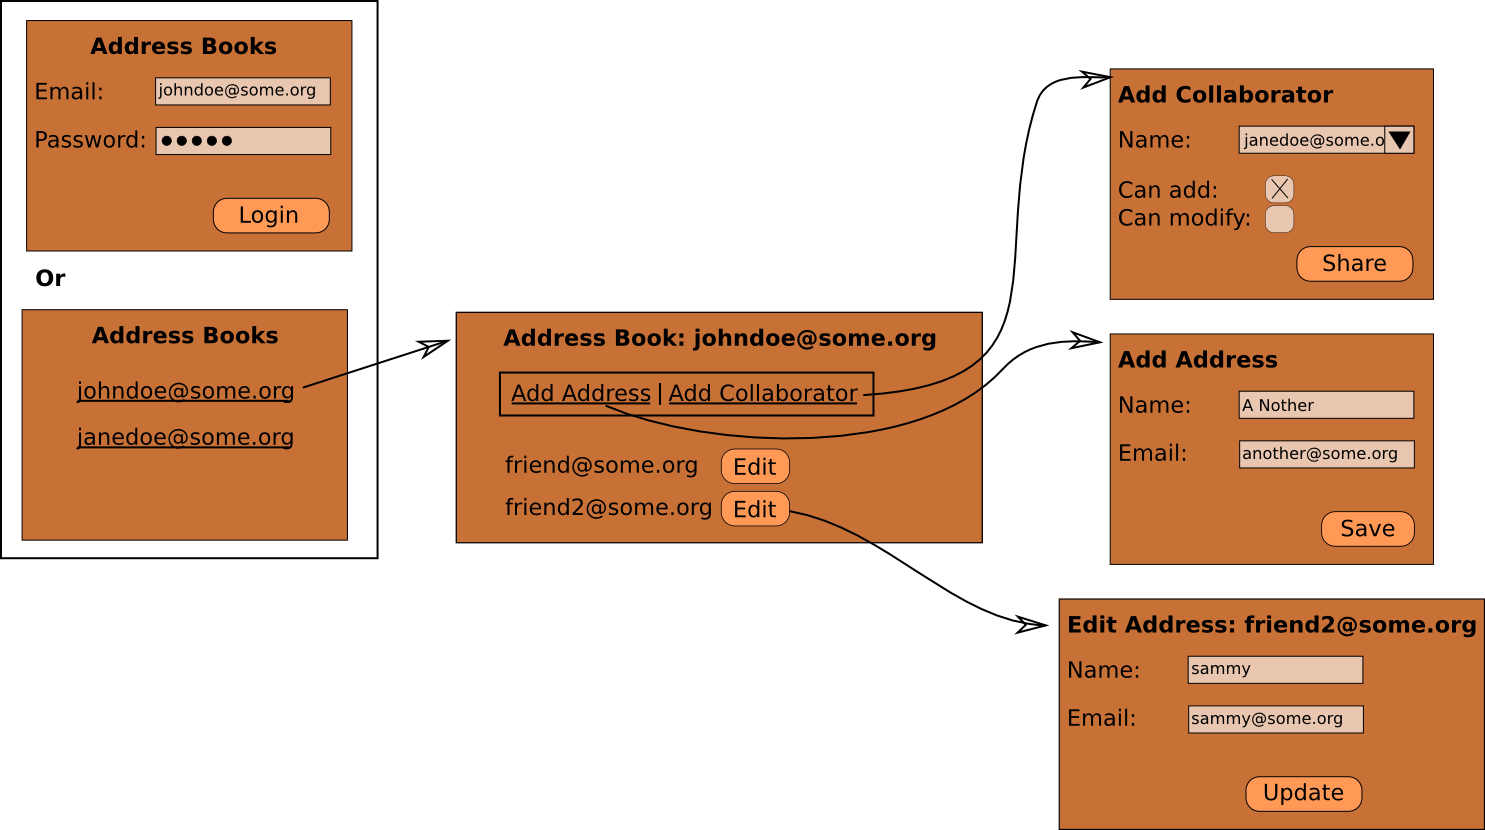 Address Books
Email: johndoe@some.org
Password: ●●●●●
Login
Or
Address Books
johndoe@some.org
janedoe@some.org
Address Book: johndoe@some.org
Add Address | Add Collaborator
friend@some.org Edit
friend2@some.org Edit
Add Collaborator
Name: janedoe@some.o
Can add:
Can modify:
Share
Add Address
Name: A Nother
Email: another@some.org
Save
Edit Address: friend2@some.org
Name: sammy
Email: sammy@some.org
Update